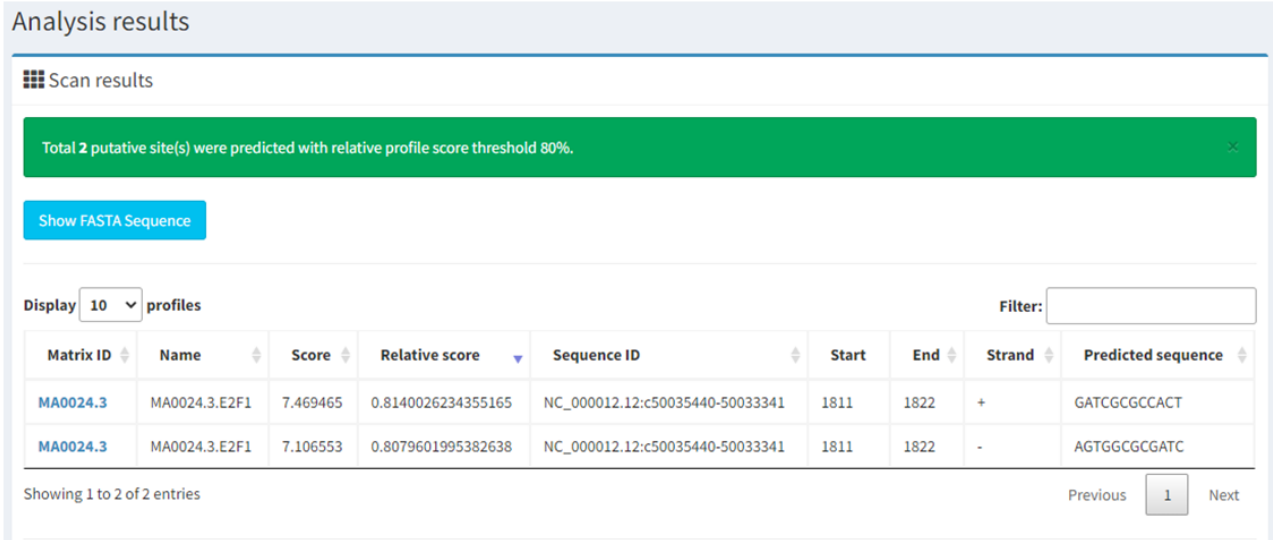 Analysis results
Scan results
Total 2 putative site(s) were predicted with relative profile score threshold 80%. ×
Show FASTA Sequence
Display 10 profiles Filter:
Matrix ID Name Score Relative score Sequence ID Start End Strand Predicted sequence
MA0024.3 MA0024.3.E2F1 7.469465 0.8140026234355165 NC_000012.12:c50035440-50033341 1811 1822 + GATCGCGCCACT
MA0024.3 MA0024.3.E2F1 7.106553 0.8079601995382638 NC_000012.12:c50035440-50033341 1811 1822 - AGTGGCGCGATC
Showing 1 to 2 of 2 entries Previous 1 Next